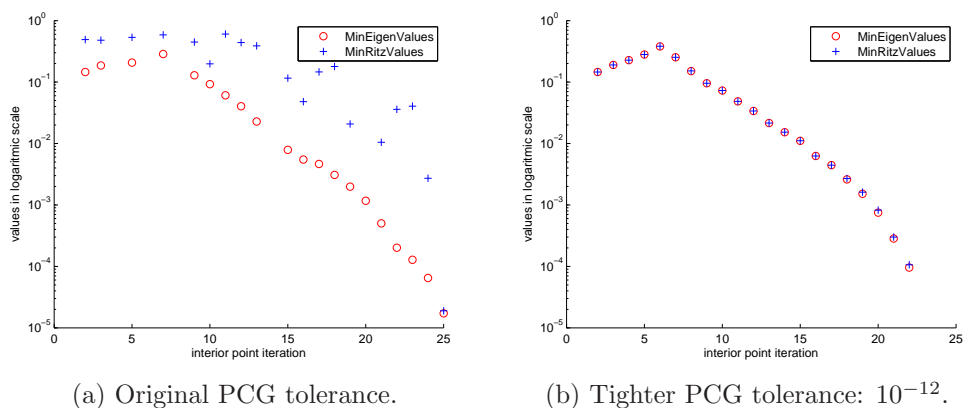 10^0
10^-1
10^-2
10^-3
10^-4
10^-5
0 5 10 15 20 25
values in logaritmic scale
interior point iteration
MinEigenValues
MinRitzValues
(a) Original PCG tolerance.
10^0
10^-1
10^-2
10^-3
10^-4
10^-5
0 5 10 15 20 25
values in logaritmic scale
interior point iteration
MinEigenValues
MinRitzValues
(b) Tighter PCG tolerance: 10^-12.